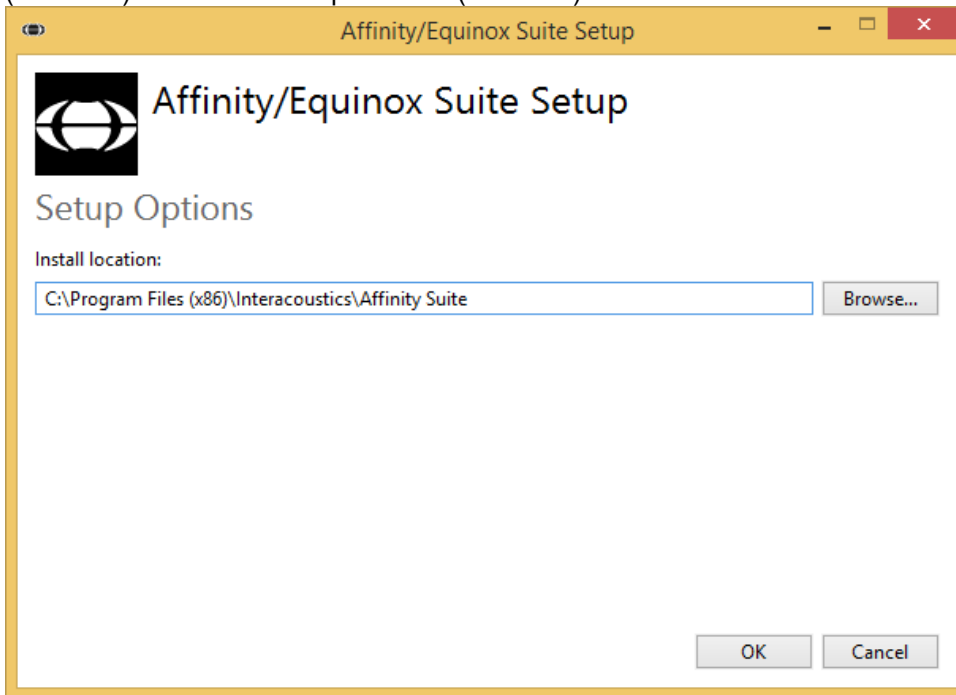 Affinity/Equinox Suite Setup
Affinity/Equinox Suite Setup
Setup Options
Install location:
C:\Program Files (x86)\Interacoustics\Affinity Suite
Browse...
OK
Cancel